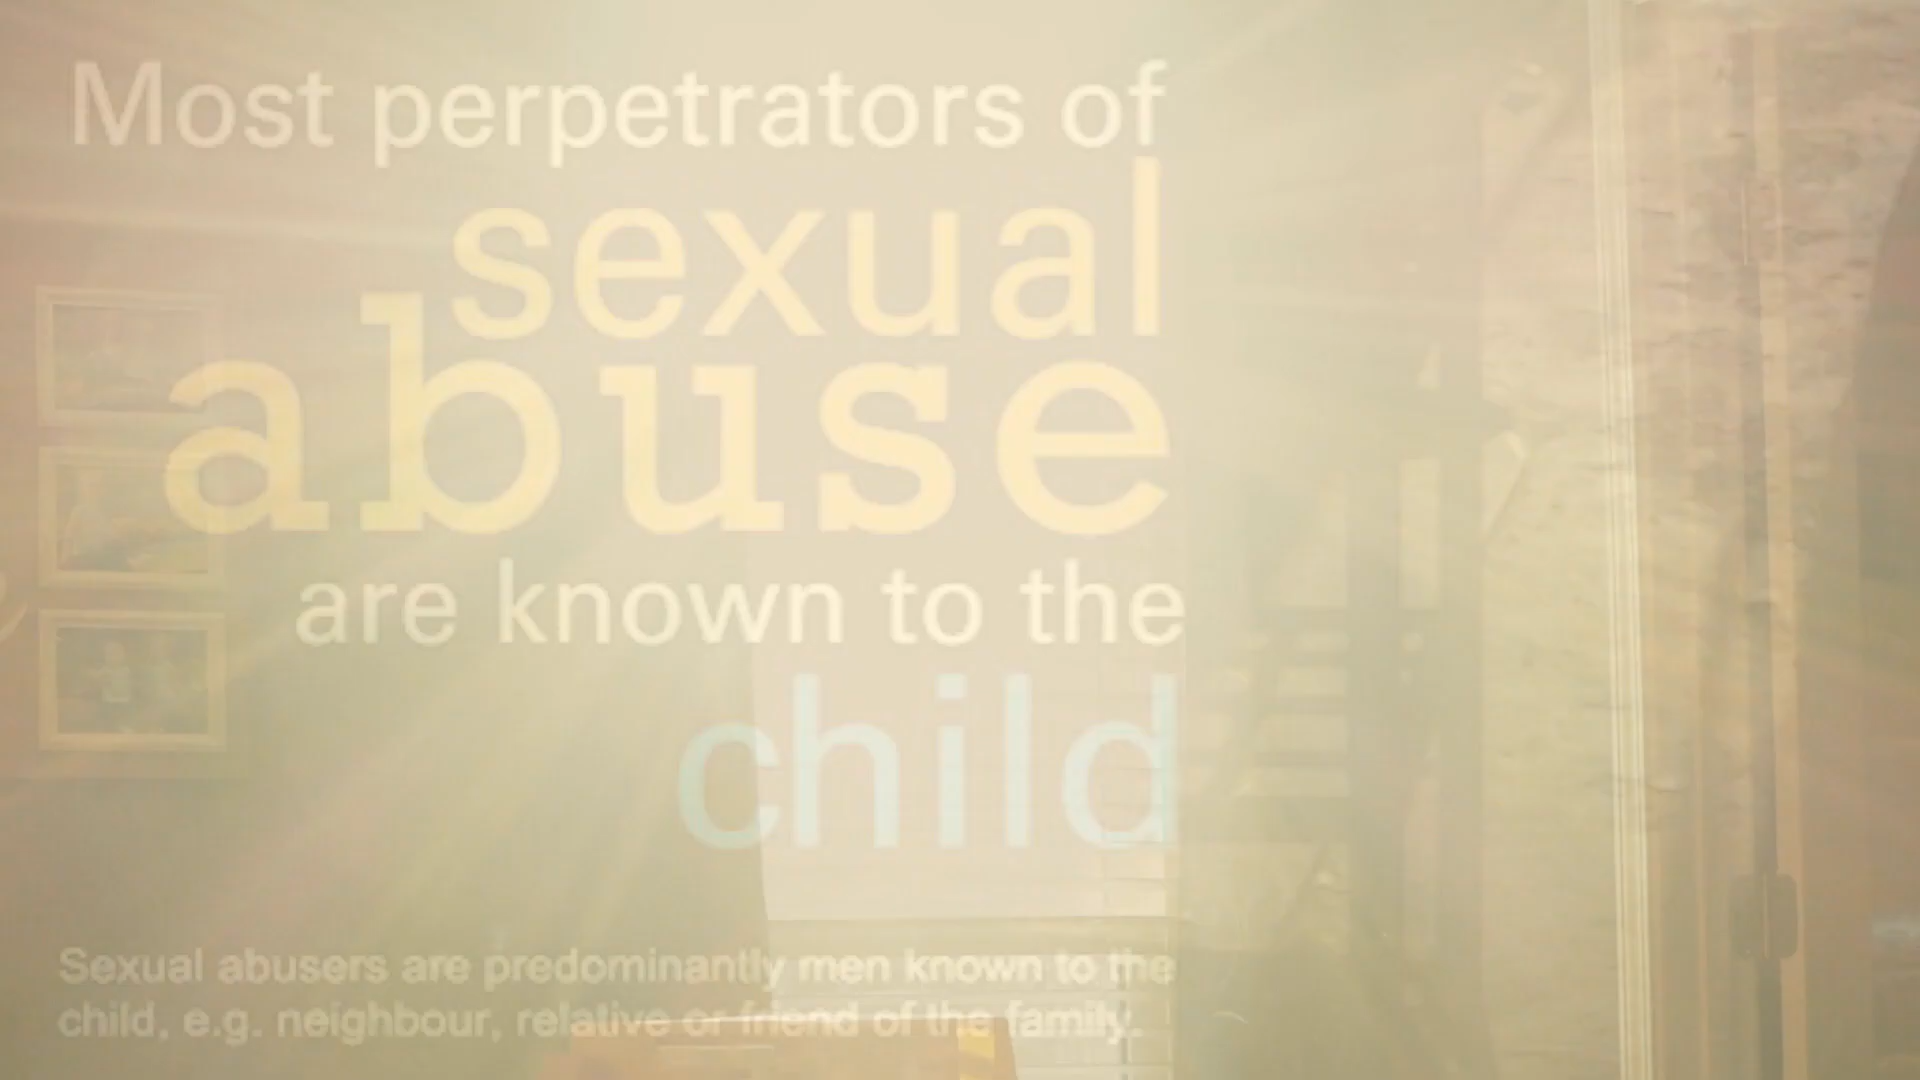 Most perpetrators of
sexual
abuse
are known to the
child
Sexual abusers are predominantly men known to the
child, e.g. neighbour, relative or friend of the family.